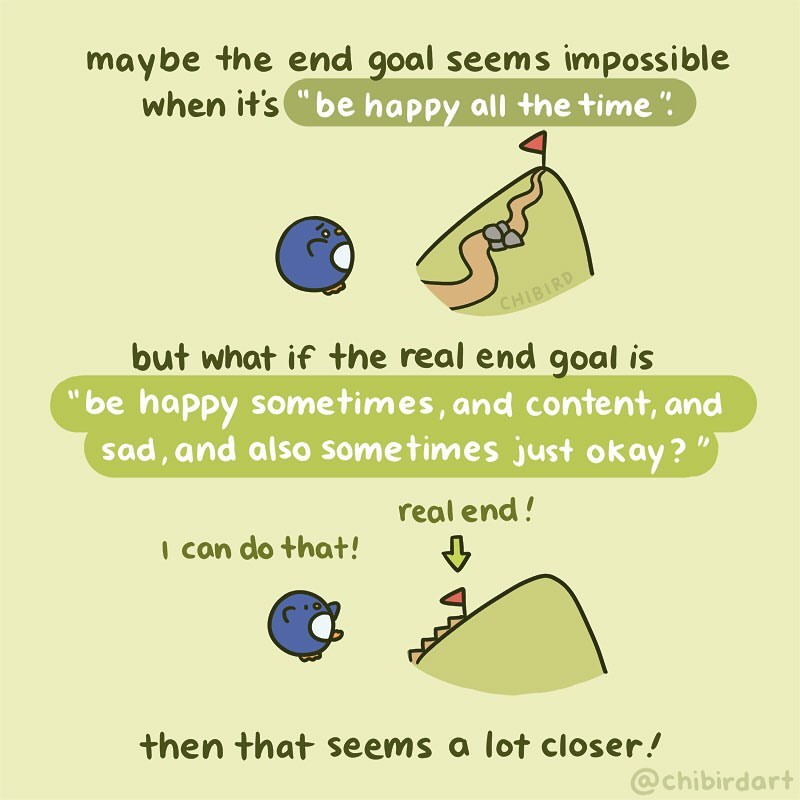 maybe the end goal seems impossible
when it's "be happy all the time".
CHIBIRD
but what if the real end goal is
"be happy sometimes, and content, and
sad, and also sometimes just okay?"
real end!
I can do that!
then that seems a lot closer!
@chibirdart